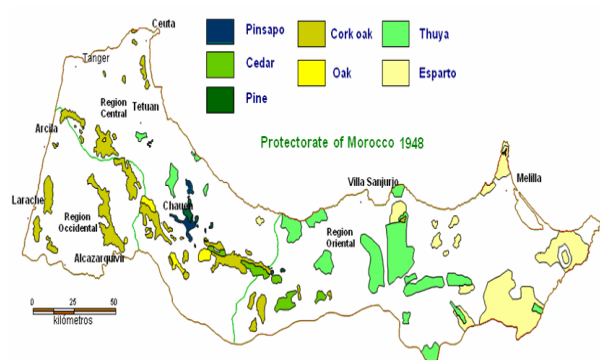 Ceuta
Pinsapo
Cork oak
Thuya
Tanger
Cedar
Oak
Esparto
Region
Central
Tetuan
Pine
Arcila
Protectorate of Morocco 1948
Villa Sanjurjo
Melilla
Larache
Chauen
Region
Occidental
Region
Oriental
Alcazarquivir
0 25 50
kilómetros